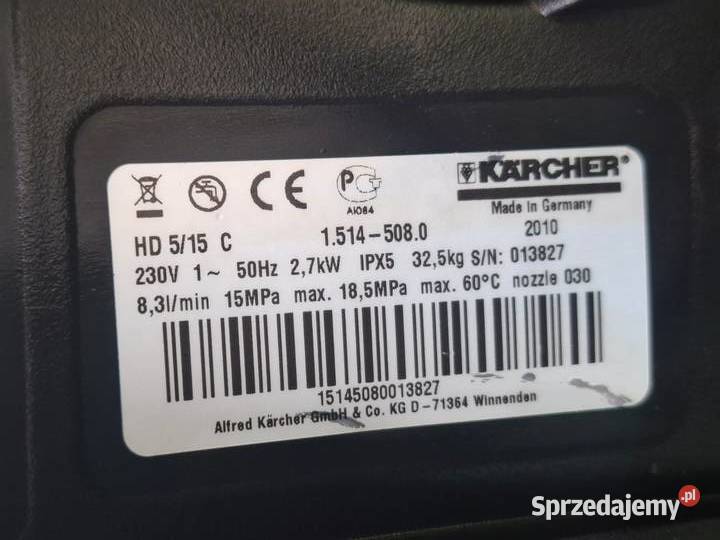 KÄRCHER®
PG
АЮ64
Made in Germany
HD 5/15 C 1.514-508.0 2010
230V 1~ 50Hz 2,7kW IPX5 32,5kg S/N: 013827
8,3l/min 15MPa max. 18,5MPa max. 60°C nozzle 030
15145080013827
Alfred Kärcher GmbH & Co. KG D-71364 Winnenden
Sprzedajemy.pl